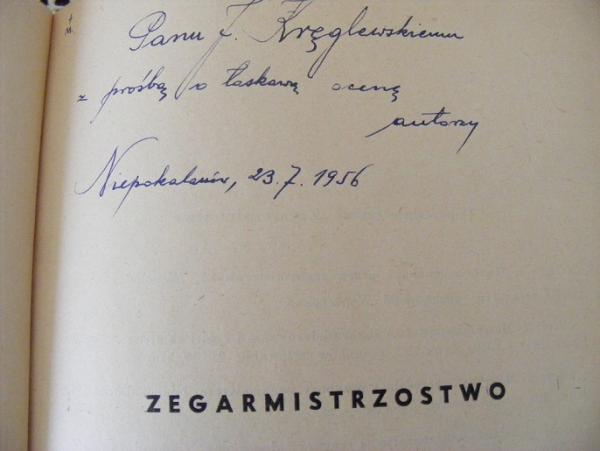 † M.
Panu J. Kręglewskiemu
z prośbą o łaskawą ocenę
autorzy
Niepokalanów, 23.7.1956
ZEGARMISTRZOSTWO